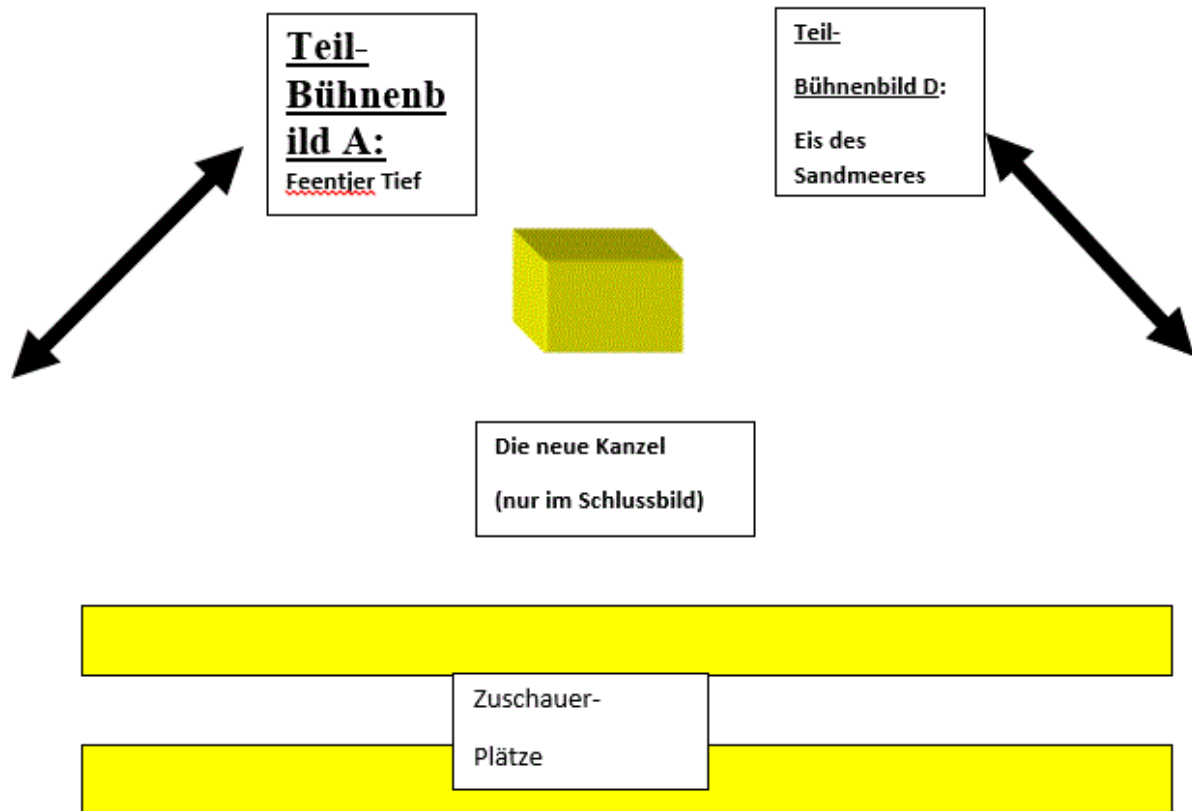 Teil-
Bühnenb
ild A:
Feentjer Tief
Teil-
Bühnenbild D:
Eis des
Sandmeeres
Die neue Kanzel
(nur im Schlussbild)
Zuschauer-
Plätze